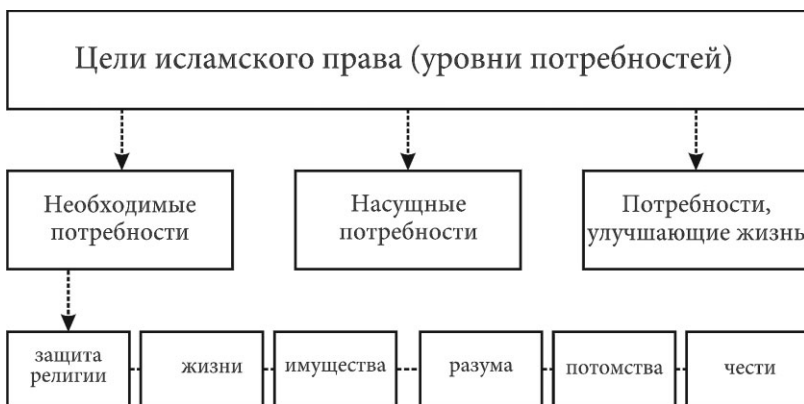 Цели исламского права (уровни потребностей)
Необходимые
потребности
Насущные
потребности
Потребности,
улучшающие жизнь
защита
религии
жизни
имущества
разума
потомства
чести